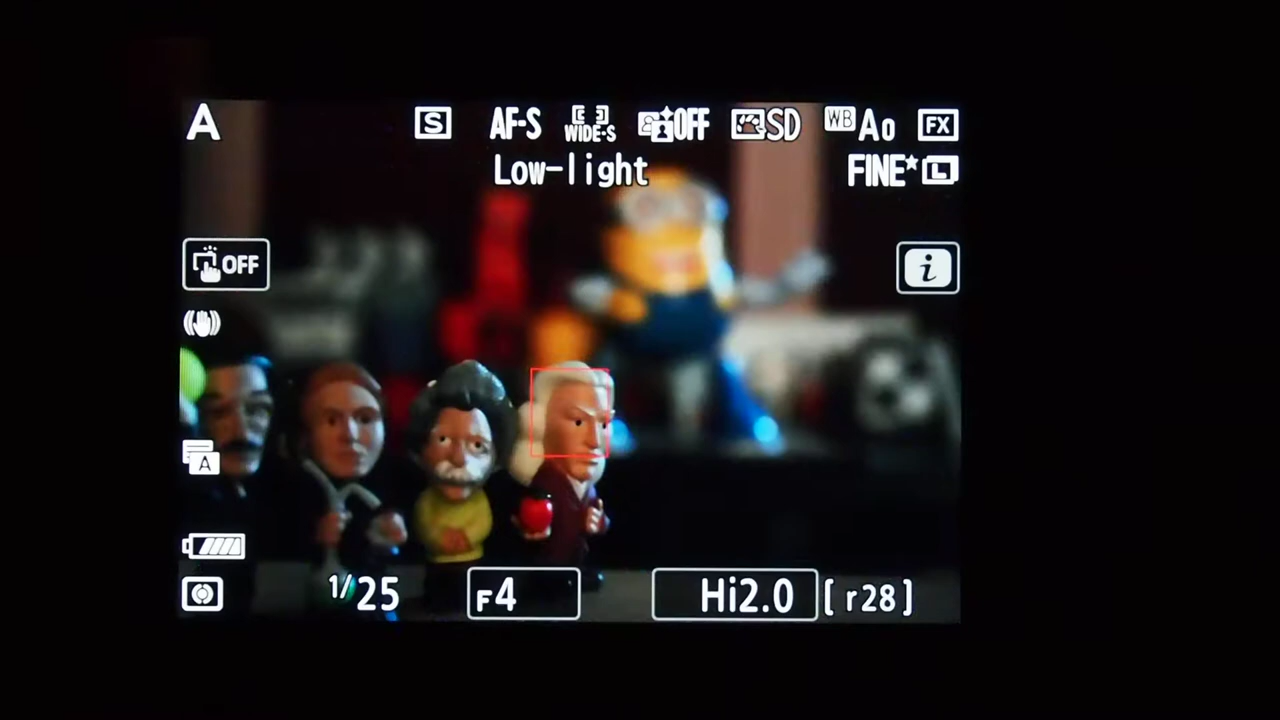 A S AF-S WIDE-S OFF SD WB A0 FX
Low-light FINE★ L
OFF i
A
1/25 F4 Hi2.0 [r28]